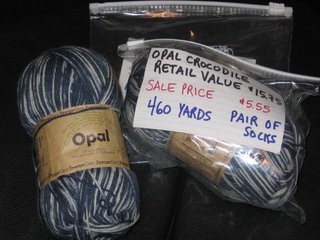 OPAL CROCODILE
RETAIL VALUE $15.75
SALE PRICE $5.55
460 YARDS PAIR OF
SOCKS
Opal